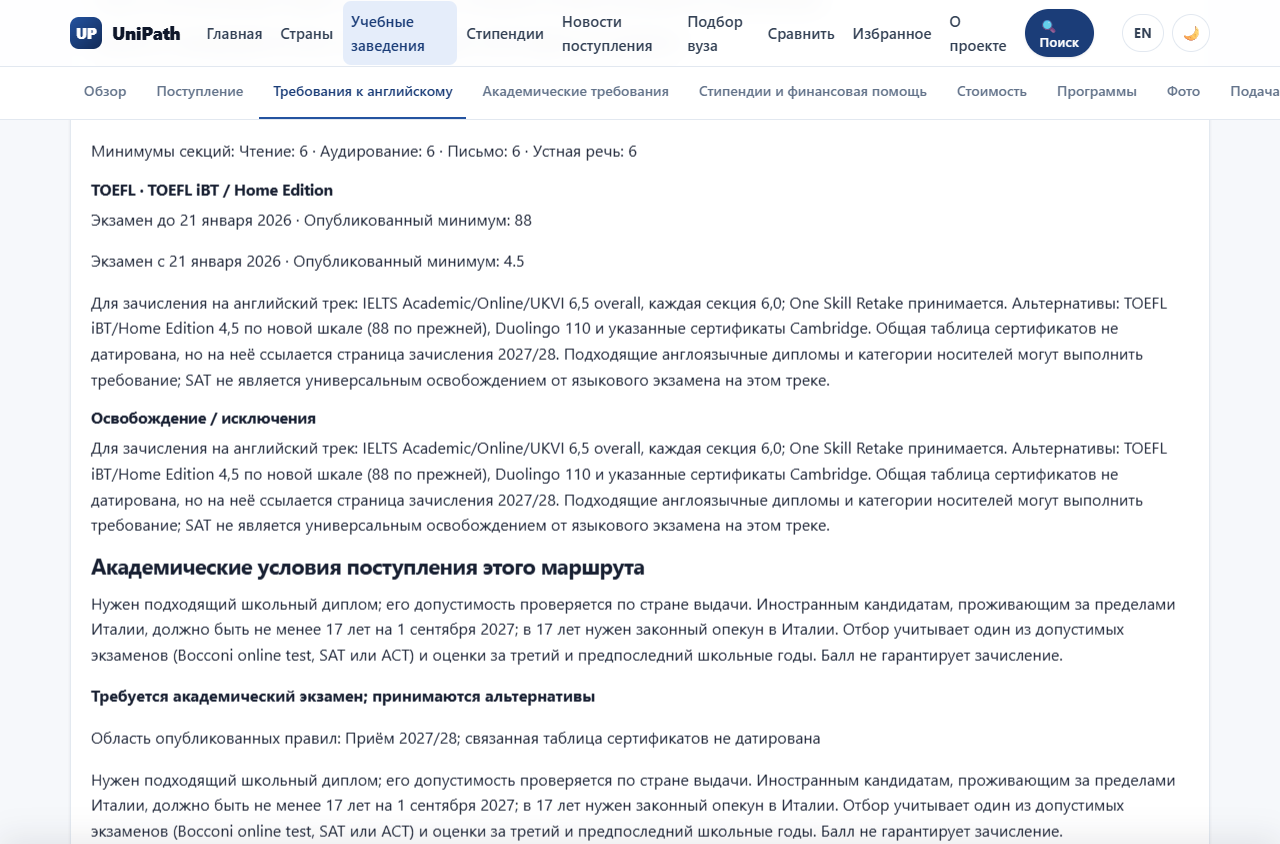 UP UniPath
Главная
Страны
Учебные
заведения
Стипендии
Новости
поступления
Подбор
вуза
Сравнить
Избранное
О
проекте
Поиск
EN
Обзор
Поступление
Требования к английскому
Академические требования
Стипендии и финансовая помощь
Стоимость
Программы
Фото
Подача
Минимумы секций: Чтение: 6 · Аудирование: 6 · Письмо: 6 · Устная речь: 6
TOEFL · TOEFL iBT / Home Edition
Экзамен до 21 января 2026 · Опубликованный минимум: 88
Экзамен с 21 января 2026 · Опубликованный минимум: 4.5
Для зачисления на английский трек: IELTS Academic/Online/UKVI 6,5 overall, каждая секция 6,0; One Skill Retake принимается. Альтернативы: TOEFL
iBT/Home Edition 4,5 по новой шкале (88 по прежней), Duolingo 110 и указанные сертификаты Cambridge. Общая таблица сертификатов не
датирована, но на неё ссылается страница зачисления 2027/28. Подходящие англоязычные дипломы и категории носителей могут выполнить
требование; SAT не является универсальным освобождением от языкового экзамена на этом треке.
Освобождение / исключения
Для зачисления на английский трек: IELTS Academic/Online/UKVI 6,5 overall, каждая секция 6,0; One Skill Retake принимается. Альтернативы: TOEFL
iBT/Home Edition 4,5 по новой шкале (88 по прежней), Duolingo 110 и указанные сертификаты Cambridge. Общая таблица сертификатов не
датирована, но на неё ссылается страница зачисления 2027/28. Подходящие англоязычные дипломы и категории носителей могут выполнить
требование; SAT не является универсальным освобождением от языкового экзамена на этом треке.
Академические условия поступления этого маршрута
Нужен подходящий школьный диплом; его допустимость проверяется по стране выдачи. Иностранным кандидатам, проживающим за пределами
Италии, должно быть не менее 17 лет на 1 сентября 2027; в 17 лет нужен законный опекун в Италии. Отбор учитывает один из допустимых
экзаменов (Bocconi online test, SAT или ACT) и оценки за третий и предпоследний школьные годы. Балл не гарантирует зачисление.
Требуется академический экзамен; принимаются альтернативы
Область опубликованных правил: Приём 2027/28; связанная таблица сертификатов не датирована
Нужен подходящий школьный диплом; его допустимость проверяется по стране выдачи. Иностранным кандидатам, проживающим за пределами
Италии, должно быть не менее 17 лет на 1 сентября 2027; в 17 лет нужен законный опекун в Италии. Отбор учитывает один из допустимых
экзаменов (Bocconi online test, SAT или ACT) и оценки за третий и предпоследний школьные годы. Балл не гарантирует зачисление.